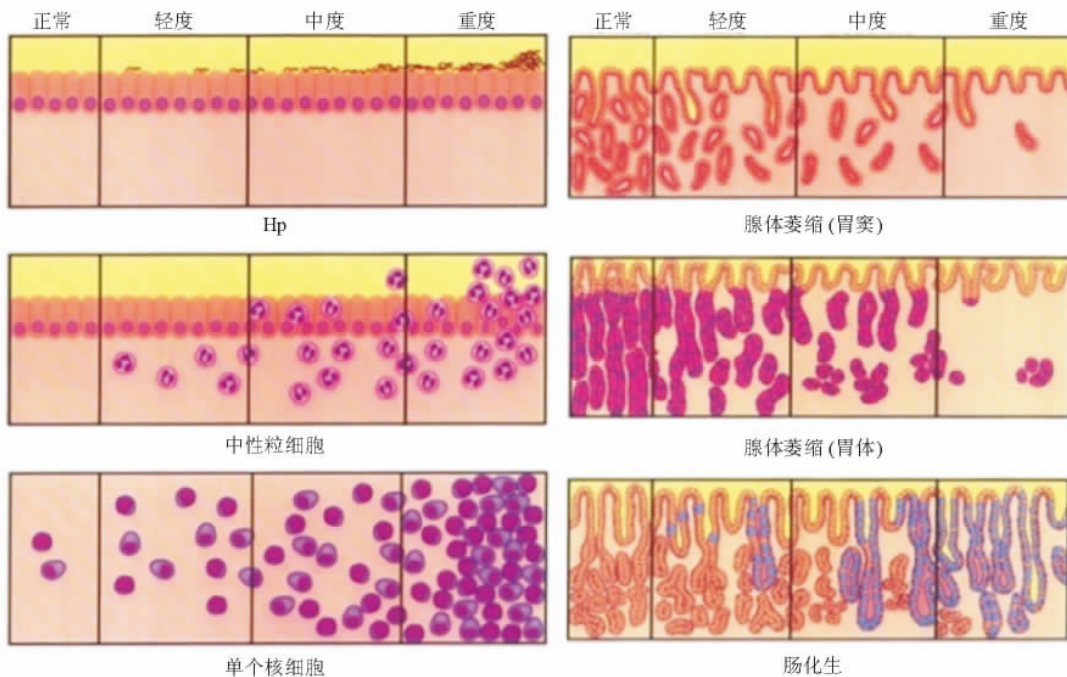 正常 轻度 中度 重度
正常 轻度 中度 重度
Hp
腺体萎缩 (胃窦)
中性粒细胞
腺体萎缩 (胃体)
单个核细胞
肠化生